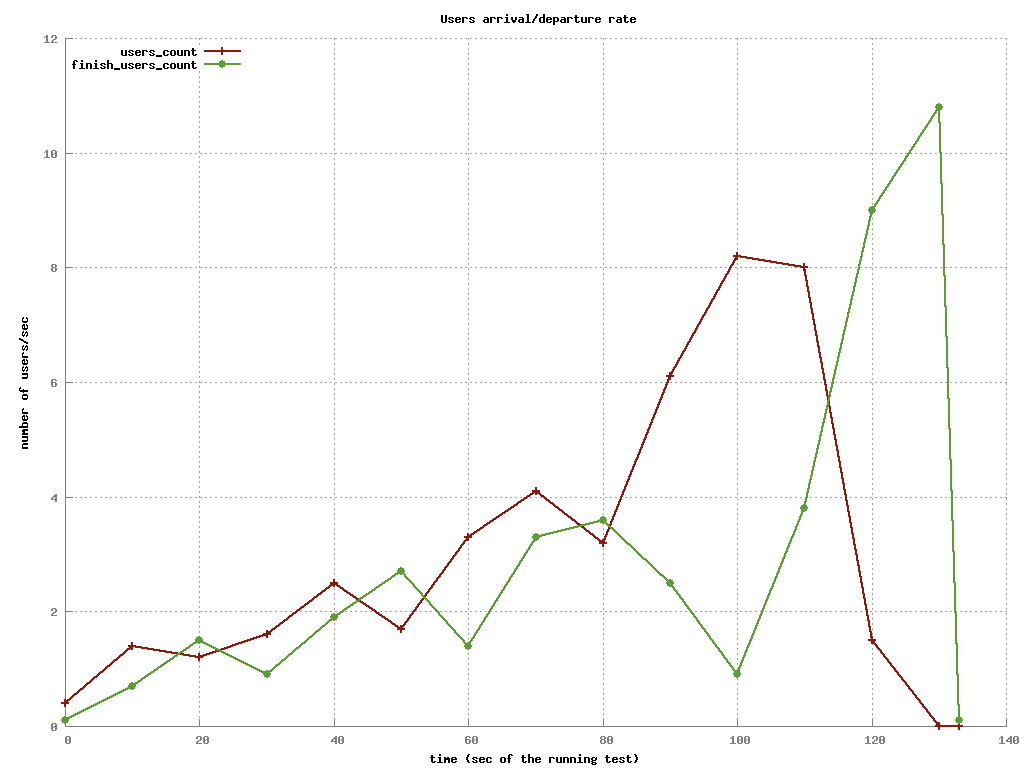 Users arrival/departure rate
users_count
finish_users_count
12
10
8
6
4
2
0
number of users/sec
0 20 40 60 80 100 120 140
time (sec of the running test)